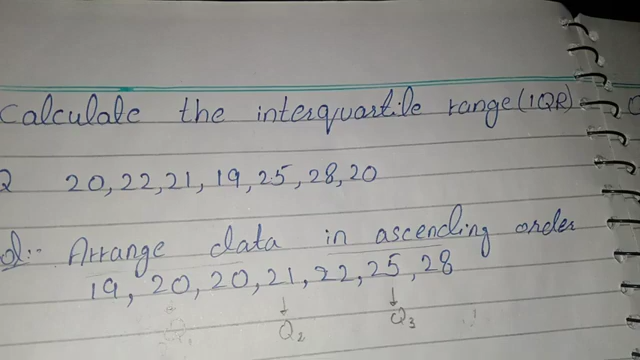 Calculate the interquartile range (IQR)
20, 22, 21, 19, 25, 28, 20
Arrange data in ascending order
19, 20, 20, 21, 22, 25, 28
Q2 Q3